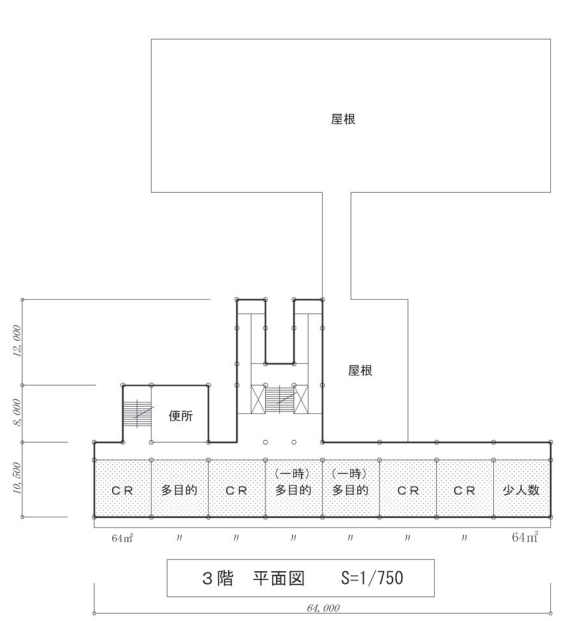 屋根
12,000
屋根
8,000
便所
10,500
ＣＲ
多目的
ＣＲ
（一時）
多目的
（一時）
多目的
ＣＲ
ＣＲ
少人数
64㎡ 〃 〃 〃 〃 〃 〃 64㎡
３階 平面図 S=1/750
64,000